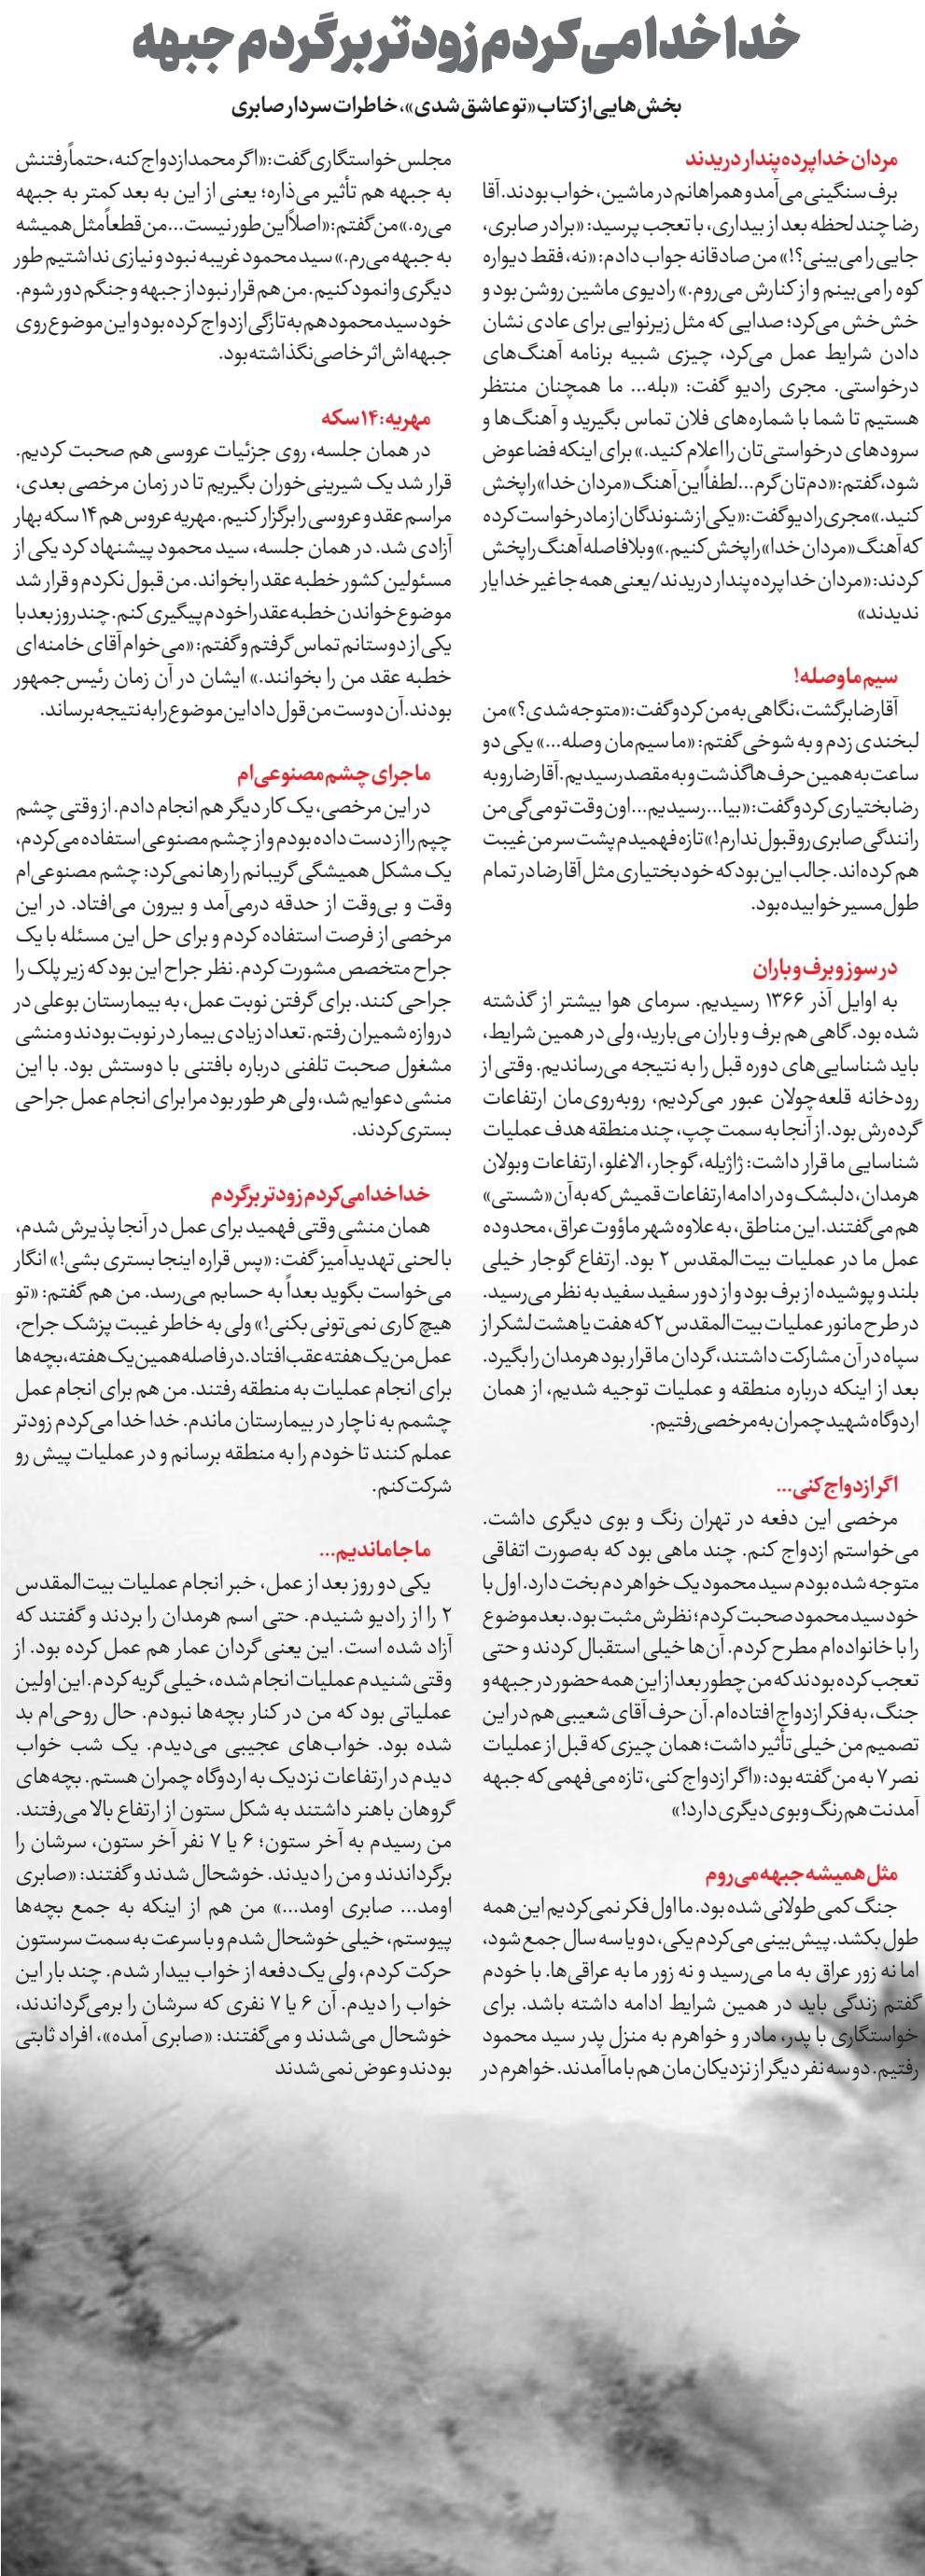 خدا خدا می‌کردم زودتر برگردم جبهه
بخش‌هایی از کتاب «تو عاشق شدی»، خاطرات سردار صابری
مردان خدا پرده پندار دریدند
برف سنگینی می‌آمد و همراهانم در ماشین، خواب بودند. آقا
رضا چند لحظه بعد از بیداری، با تعجب پرسید: «برادر صابری،
جایی را می‌بینی؟!» من صادقانه جواب دادم: «نه، فقط دیواره
کوه را می‌بینم و از کنارش می‌روم.» رادیوی ماشین روشن بود و
خش‌خش می‌کرد؛ صدایی که مثل زیرنوایی برای عادی نشان
دادن شرایط عمل می‌کرد، چیزی شبیه برنامه آهنگ‌های
درخواستی. مجری رادیو گفت: «بله... ما همچنان منتظر
هستیم تا شما با شماره‌های فلان تماس بگیرید و آهنگ‌ها و
سرودهای درخواستی‌تان را اعلام کنید.» برای اینکه فضا عوض
شود، گفتم: «دم‌تان گرم... لطفاً این آهنگ «مردان خدا» را پخش
کنید.» مجری رادیو گفت: «یکی از شنوندگان از ما درخواست کرده
که آهنگ «مردان خدا» را پخش کنیم.» و بلافاصله آهنگ را پخش
کردند: «مردان خدا پرده پندار دریدند/ یعنی همه جا غیر خدا یار
ندیدند»
سیم ما وصله!
آقا رضا برگشت، نگاهی به من کرد و گفت: «متوجه شدی؟» من
لبخندی زدم و به شوخی گفتم: «ما سیم‌مان وصله...» یکی دو
ساعت به همین حرف‌ها گذشت و به مقصد رسیدیم. آقا رضا رو به
رضا بختیاری کرد و گفت: «بیا... رسیدیم... اون وقت تو می‌گی من
رانندگی صابری رو قبول ندارم!» تازه فهمیدم پشت سر من غیبت
هم کرده‌اند. جالب این بود که خود بختیاری مثل آقا رضا در تمام
طول مسیر خوابیده بود.
در سوز و برف و باران
به اوایل آذر ۱۳۶۶ رسیدیم. سرمای هوا بیشتر از گذشته
شده بود. گاهی هم برف و باران می‌بارید، ولی در همین شرایط،
باید شناسایی‌های دوره قبل را به نتیجه می‌رساندیم. وقتی از
رودخانه قلعه‌چولان عبور می‌کردیم، روبه‌روی‌مان ارتفاعات
گرده‌رش بود. از آنجا به سمت چپ، چند منطقه هدف عملیات
شناسایی ما قرار داشت: ژاژیله، گوجار، الاغلو، ارتفاعات وبولان
هرمدان، دلبشک و در ادامه ارتفاعات قمیش که به آن «شستی»
هم می‌گفتند. این مناطق، به علاوه شهر ماؤوت عراق، محدوده
عمل ما در عملیات بیت‌المقدس ۲ بود. ارتفاع گوجار خیلی
بلند و پوشیده از برف بود و از دور سفید سفید به نظر می‌رسید.
در طرح مانور عملیات بیت‌المقدس ۲ که هفت یا هشت لشکر از
سپاه در آن مشارکت داشتند، گردان ما قرار بود هرمدان را بگیرد.
بعد از اینکه درباره منطقه و عملیات توجیه شدیم، از همان
اردوگاه شهید چمران به مرخصی رفتیم.
اگر ازدواج کنی...
مرخصی این دفعه در تهران رنگ و بوی دیگری داشت.
می‌خواستم ازدواج کنم. چند ماهی بود که به‌صورت اتفاقی
متوجه شده بودم سید محمود یک خواهر دم بخت دارد. اول با
خود سید محمود صحبت کردم؛ نظرش مثبت بود. بعد موضوع
را با خانواده‌ام مطرح کردم. آن‌ها خیلی استقبال کردند و حتی
تعجب کرده بودند که من چطور بعد از این همه حضور در جبهه و
جنگ، به فکر ازدواج افتاده‌ام. آن حرف آقای شعیبی هم در این
تصمیم من خیلی تأثیر داشت؛ همان چیزی که قبل از عملیات
نصر ۷ به من گفته بود: «اگر ازدواج کنی، تازه می‌فهمی که جبهه
آمدنت هم رنگ و بوی دیگری دارد!»
مثل همیشه جبهه می‌روم
جنگ کمی طولانی شده بود. ما اول فکر نمی‌کردیم این همه
طول بکشد. پیش‌بینی می‌کردم یکی، دو یا سه سال جمع شود،
اما نه زور عراق به ما می‌رسید و نه زور ما به عراقی‌ها. با خودم
گفتم زندگی باید در همین شرایط ادامه داشته باشد. برای
خواستگاری با پدر، مادر و خواهرم به منزل پدر سید محمود
رفتیم. دو سه نفر دیگر از نزدیکان‌مان هم با ما آمدند. خواهرم در
مجلس خواستگاری گفت: «اگر محمد ازدواج کنه، حتماً رفتنش
به جبهه هم تأثیر می‌ذاره؛ یعنی از این به بعد کمتر به جبهه
می‌ره.» من گفتم: «اصلاً این طور نیست... من قطعاً مثل همیشه
به جبهه می‌رم.» سید محمود غریبه نبود و نیازی نداشتیم طور
دیگری وانمود کنیم. من هم قرار نبود از جبهه و جنگم دور شوم.
خود سید محمود هم به تازگی ازدواج کرده بود و این موضوع روی
جبهه‌اش اثر خاصی نگذاشته بود.
مهریه: ۱۴ سکه
در همان جلسه، روی جزئیات عروسی هم صحبت کردیم.
قرار شد یک شیرینی‌خوران بگیریم تا در زمان مرخصی بعدی،
مراسم عقد و عروسی را برگزار کنیم. مهریه عروس هم ۱۴ سکه بهار
آزادی شد. در همان جلسه، سید محمود پیشنهاد کرد یکی از
مسئولین کشور خطبه عقد را بخواند. من قبول نکردم و قرار شد
موضوع خواندن خطبه عقد را خودم پیگیری کنم. چند روز بعد با
یکی از دوستانم تماس گرفتم و گفتم: «می‌خوام آقای خامنه‌ای
خطبه عقد من را بخوانند.» ایشان در آن زمان رئیس‌جمهور
بودند. آن دوست من قول داد این موضوع را به نتیجه برساند.
ماجرای چشم مصنوعی‌ام
در این مرخصی، یک کار دیگر هم انجام دادم. از وقتی چشم
چپم را از دست داده بودم و از چشم مصنوعی استفاده می‌کردم،
یک مشکل همیشگی گریبانم را رها نمی‌کرد: چشم مصنوعی‌ام
وقت و بی‌وقت از حدقه درمی‌آمد و بیرون می‌افتاد. در این
مرخصی از فرصت استفاده کردم و برای حل این مسئله با یک
جراح متخصص مشورت کردم. نظر جراح این بود که زیر پلک را
جراحی کنند. برای گرفتن نوبت عمل، به بیمارستان بوعلی در
دروازه شمیران رفتم. تعداد زیادی بیمار در نوبت بودند و منشی
مشغول صحبت تلفنی درباره بافتنی با دوستش بود. با این
منشی دعوایم شد، ولی هر طور بود مرا برای انجام عمل جراحی
بستری کردند.
خدا خدا می‌کردم زودتر برگردم
همان منشی وقتی فهمید برای عمل در آنجا پذیرش شدم،
با لحنی تهدیدآمیز گفت: «پس قراره اینجا بستری بشی!» انگار
می‌خواست بگوید بعداً به حسابم می‌رسد. من هم گفتم: «تو
هیچ کاری نمی‌تونی بکنی!» ولی به خاطر غیبت پزشک جراح،
عمل من یک هفته عقب افتاد. در فاصله همین یک هفته، بچه‌ها
برای انجام عملیات به منطقه رفتند. من هم برای انجام عمل
چشمم به ناچار در بیمارستان ماندم. خدا خدا می‌کردم زودتر
عملم کنند تا خودم را به منطقه برسانم و در عملیات پیش رو
شرکت کنم.
ما جا ماندیم...
یکی دو روز بعد از عمل، خبر انجام عملیات بیت‌المقدس
۲ را از رادیو شنیدم. حتی اسم هرمدان را بردند و گفتند که
آزاد شده است. این یعنی گردان عمار هم عمل کرده بود. از
وقتی شنیدم عملیات انجام شده، خیلی گریه کردم. این اولین
عملیاتی بود که من در کنار بچه‌ها نبودم. حال روحی‌ام بد
شده بود. خواب‌های عجیبی می‌دیدم. یک شب خواب
دیدم در ارتفاعات نزدیک به اردوگاه چمران هستم. بچه‌های
گروهان باهنر داشتند به شکل ستون از ارتفاع بالا می‌رفتند.
من رسیدم به آخر ستون؛ ۶ یا ۷ نفر آخر ستون، سرشان را
برگرداندند و من را دیدند. خوشحال شدند و گفتند: «صابری
اومد... صابری اومد...» من هم از اینکه به جمع بچه‌ها
پیوستم، خیلی خوشحال شدم و با سرعت به سمت سرستون
حرکت کردم، ولی یک‌دفعه از خواب بیدار شدم. چند بار این
خواب را دیدم. آن ۶ یا ۷ نفری که سرشان را برمی‌گرداندند،
خوشحال می‌شدند و می‌گفتند: «صابری آمده»، افراد ثابتی
بودند و عوض نمی‌شدند